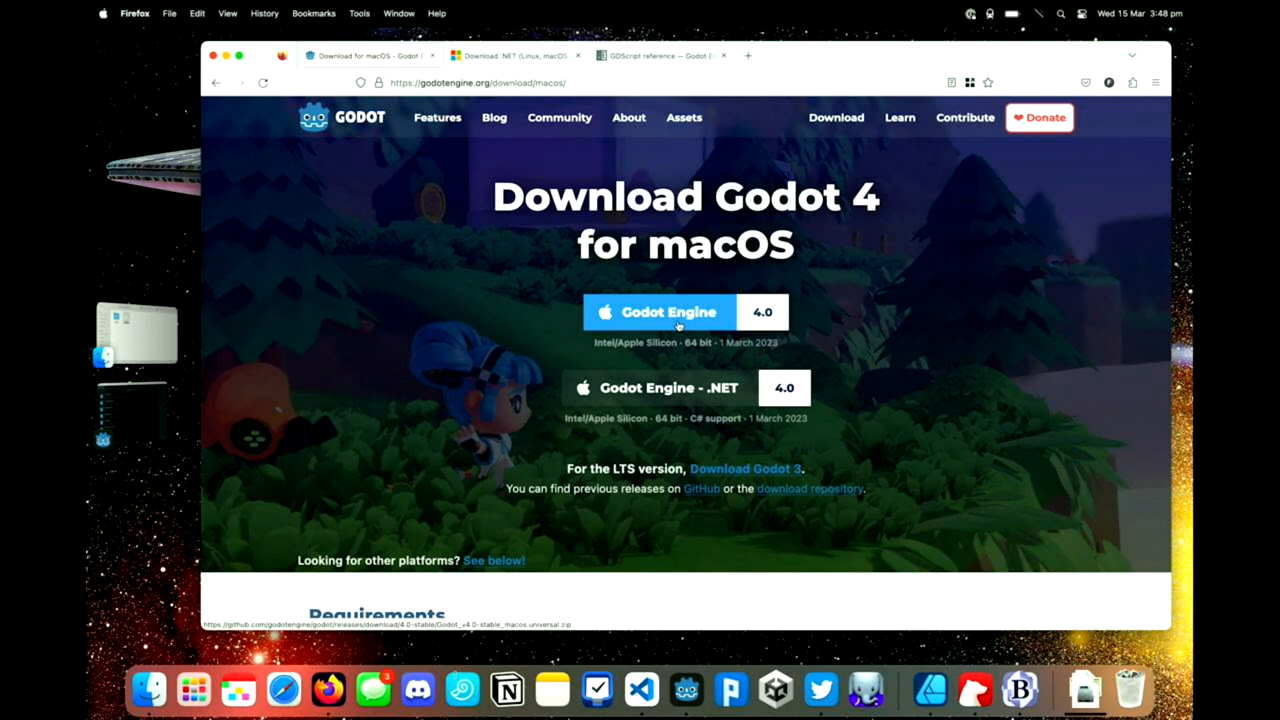 Firefox File Edit View History Bookmarks Tools Window Help
Wed 15 Mar 3:48 pm
Download for macOS - Godot
Download .NET (Linux, macOS
GDScript reference — Godot
https://godotengine.org/download/macos/
GODOT Features Blog Community About Assets Download Learn Contribute ❤ Donate
Download Godot 4
for macOS
Godot Engine 4.0
Intel/Apple Silicon · 64 bit · 1 March 2023
Godot Engine - .NET 4.0
Intel/Apple Silicon · 64 bit · C# support · 1 March 2023
For the LTS version, Download Godot 3.
You can find previous releases on GitHub or the download repository.
Looking for other platforms? See below!
Requirements
https://github.com/godotengine/godot/releases/download/4.0-stable/Godot_v4.0-stable_macos.universal.zip
3
N
P
B